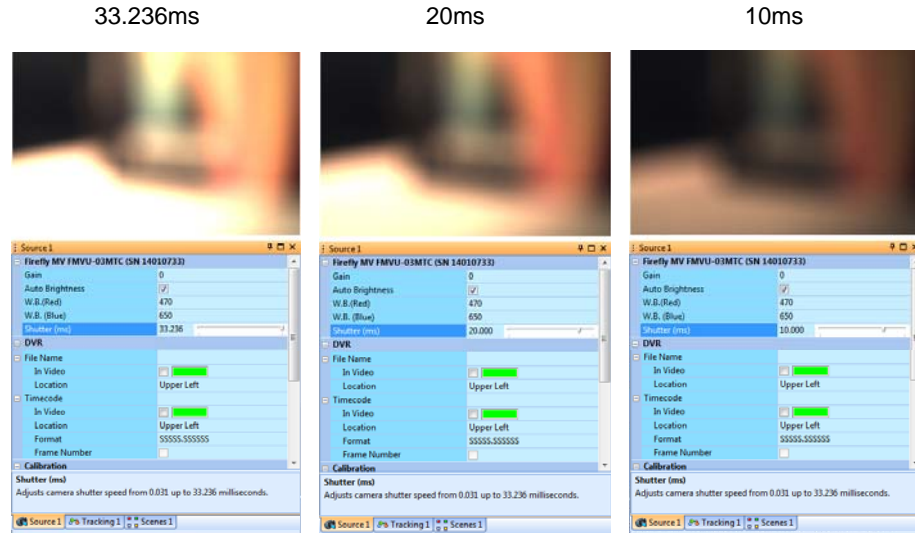 33.236ms
20ms
10ms
Source 1
Firefly MV FMVU-03MTC (SN 14010733)
Gain 0
Auto Brightness
W.B.(Red) 470
W.B. (Blue) 650
Shutter (ms) 33.236
DVR
File Name
In Video
Location Upper Left
Timecode
In Video
Location Upper Left
Format SSSSS.SSSSSS
Frame Number
Calibration
Shutter (ms)
Adjusts camera shutter speed from 0.031 up to 33.236 milliseconds.
Source 1 Tracking 1 Scenes 1
Source 1
Firefly MV FMVU-03MTC (SN 14010733)
Gain 0
Auto Brightness
W.B.(Red) 470
W.B. (Blue) 650
Shutter (ms) 20.000
DVR
File Name
In Video
Location Upper Left
Timecode
In Video
Location Upper Left
Format SSSSS.SSSSSS
Frame Number
Calibration
Shutter (ms)
Adjusts camera shutter speed from 0.031 up to 33.236 milliseconds.
Source 1 Tracking 1 Scenes 1
Source 1
Firefly MV FMVU-03MTC (SN 14010733)
Gain 0
Auto Brightness
W.B.(Red) 470
W.B. (Blue) 650
Shutter (ms) 10.000
DVR
File Name
In Video
Location Upper Left
Timecode
In Video
Location Upper Left
Format SSSSS.SSSSSS
Frame Number
Calibration
Shutter (ms)
Adjusts camera shutter speed from 0.031 up to 33.236 milliseconds.
Source 1 Tracking 1 Scenes 1